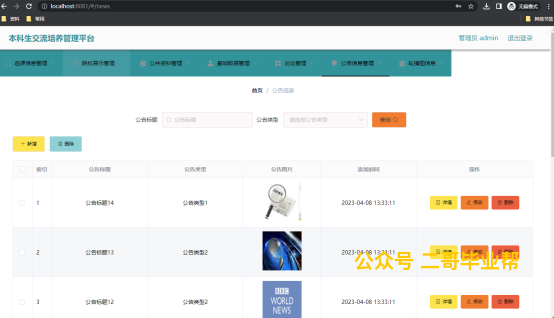 localhost:8081/#/news
无痕模式
资料 常用 其他书签
本科生交流培养管理平台
管理员 admin 退出登录
选课信息管理 院校展示管理 公共资料管理 基础数据管理 论坛管理 公告信息管理 轮播图信息
首页 / 公告信息
公告标题 公告标题 公告类型 请选择公告类型 查询
+ 新增 删除
索引 公告标题 公告类型 公告图片 添加时间 操作
1 公告标题14 公告类型1 2023-04-08 13:33:11 详情 修改 删除
2 公告标题13 公告类型2 2023-04-08 13:33:11 详情 修改 删除
公众号 二哥毕业帮
3 公告标题12 公告类型2 BBC WORLD NEWS 2023-04-08 13:33:11 详情 修改 删除